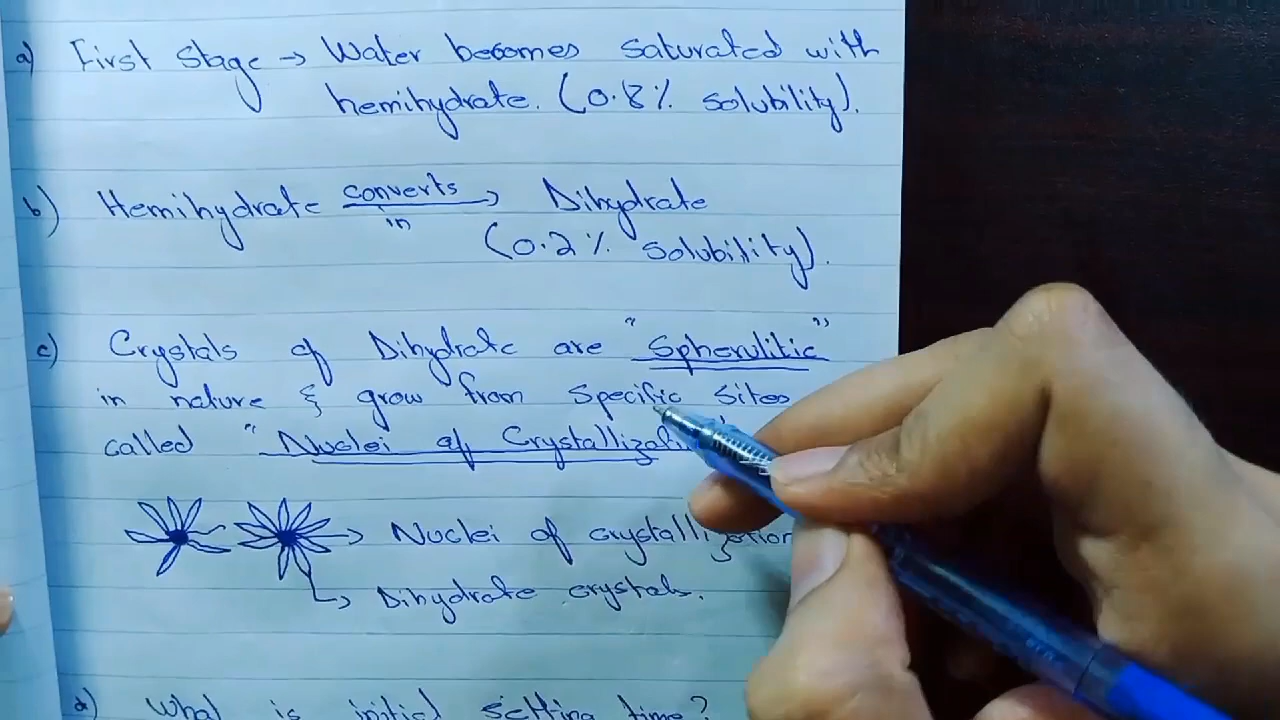 a) First Stage → Water becomes saturated with
hemihydrate. (0.8% solubility).
b) Hemihydrate converts in → Dihydrate
(0.2% solubility).
c) Crystals of Dihydrate are "Spherulitic"
in nature & grow from Specific Sites
called "Nuclei of
→ Nuclei of crystallization
→ Dihydrate crystals.
d) What is initial setting time?